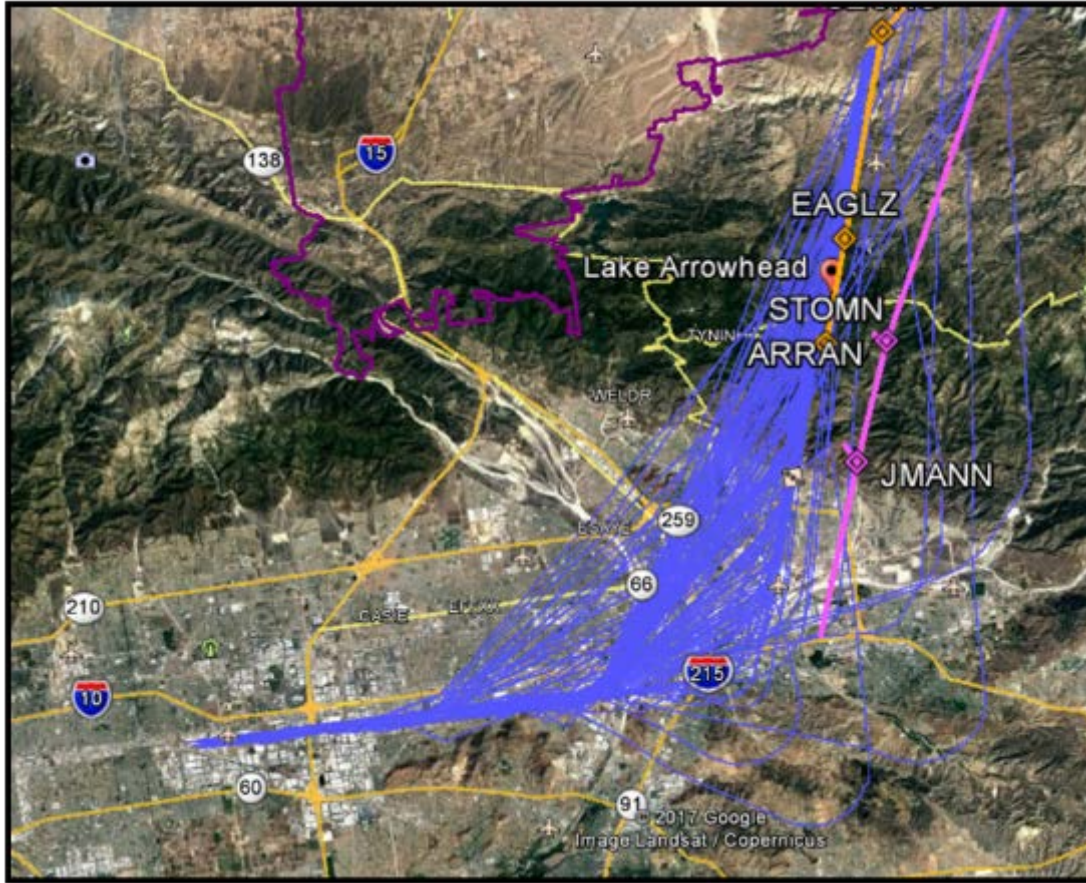 138
15
EAGLZ
Lake Arrowhead
STOMN
TYNIN
ARRAN
WELDR
JMANN
259
66
210
215
10
60
91
© 2017 Google
Image Landsat / Copernicus